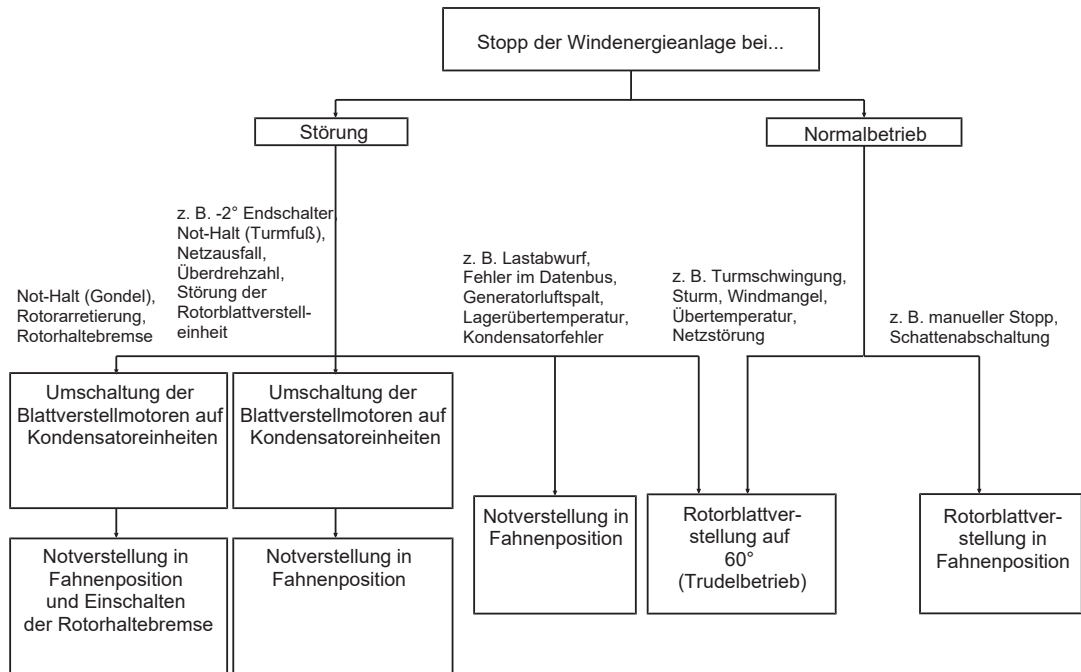 Stopp der Windenergieanlage bei...
Störung
Normalbetrieb
Not-Halt (Gondel),
Rotorarretierung,
Rotorhaltebremse
z. B. -2° Endschalter,
Not-Halt (Turmfuß),
Netzausfall,
Überdrehzahl,
Störung der
Rotorblattverstell-
einheit
z. B. Lastabwurf,
Fehler im Datenbus,
Generatorluftspalt,
Lagerübertemperatur,
Kondensatorfehler
z. B. Turmschwingung,
Sturm, Windmangel,
Übertemperatur,
Netzstörung
z. B. manueller Stopp,
Schattenabschaltung
Umschaltung der
Blattverstellmotoren auf
Kondensatoreinheiten
Umschaltung der
Blattverstellmotoren auf
Kondensatoreinheiten
Notverstellung in
Fahnenposition
Rotorblattver-
stellung auf
60°
(Trudelbetrieb)
Rotorblattver-
stellung in
Fahnenposition
Notverstellung in
Fahnenposition
und Einschalten
der Rotorhaltebremse
Notverstellung in
Fahnenposition